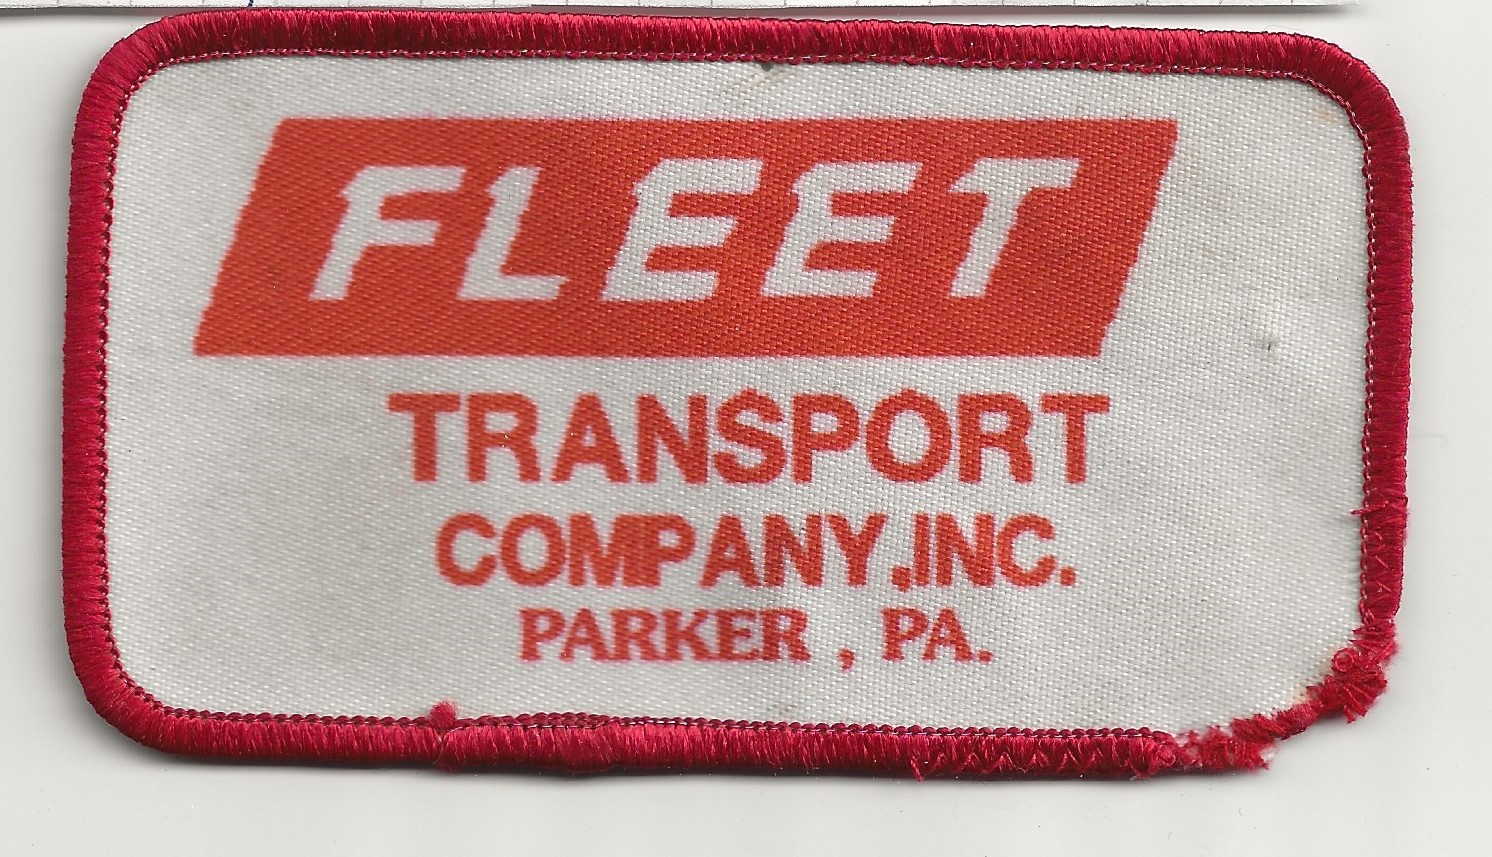 FLEET
TRANSPORT
COMPANY,INC.
PARKER, PA.